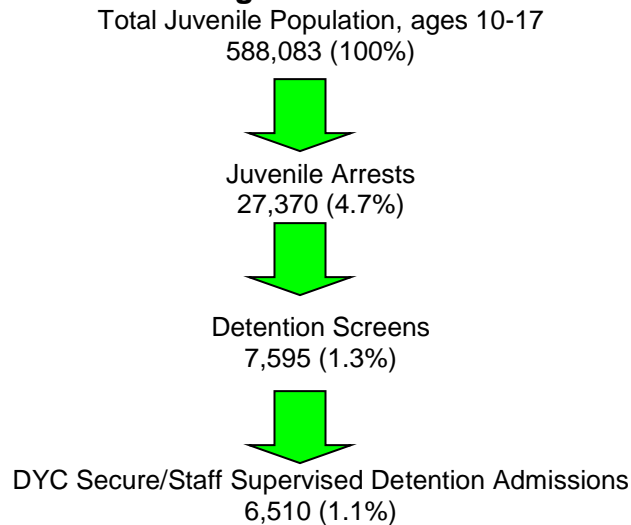 Total Juvenile Population, ages 10-17
588,083 (100%)
Juvenile Arrests
27,370 (4.7%)
Detention Screens
7,595 (1.3%)
DYC Secure/Staff Supervised Detention Admissions
6,510 (1.1%)